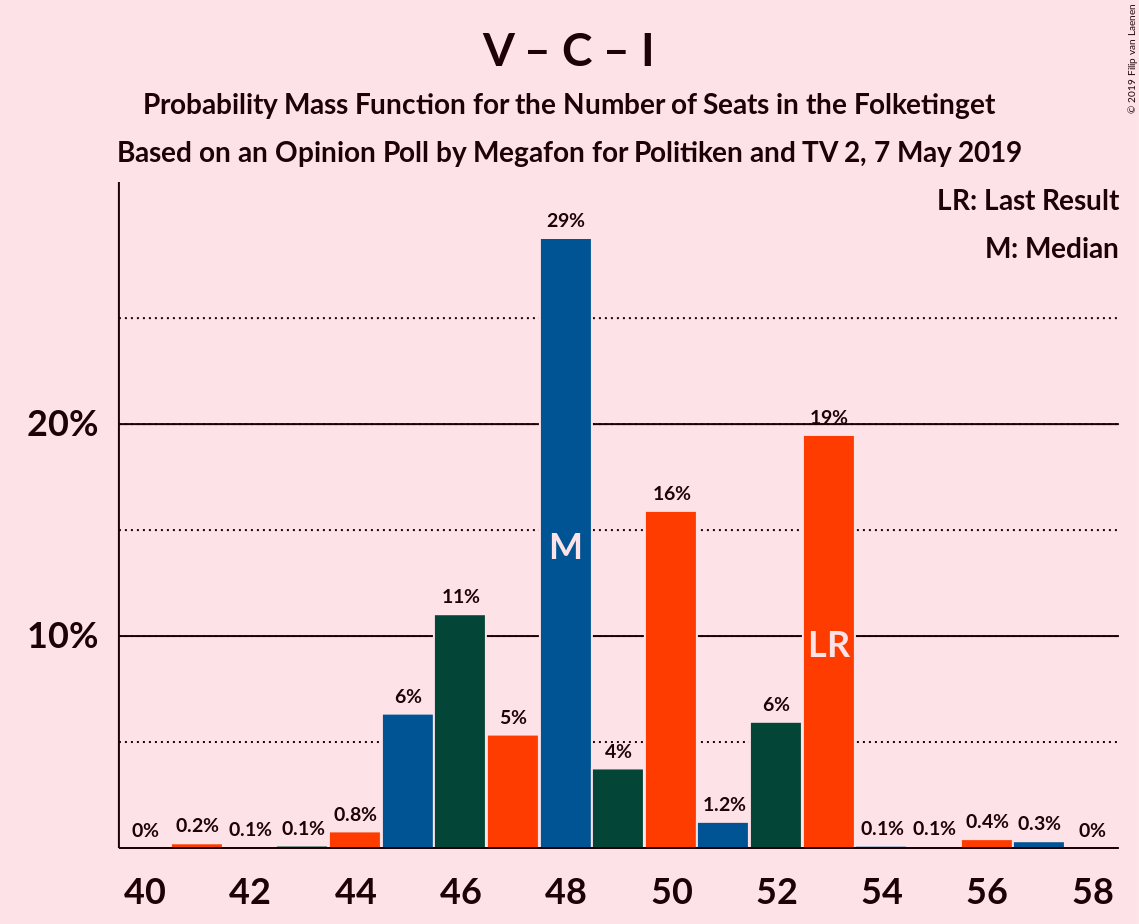 V – C – I
Probability Mass Function for the Number of Seats in the Folketinget
Based on an Opinion Poll by Megafon for Politiken and TV 2, 7 May 2019
© 2019 Filip van Laenen
LR: Last Result
M: Median
20%
10%
0%
0.2%
0.1%
0.1%
0.8%
6%
11%
5%
29%
4%
16%
1.2%
6%
19%
0.1%
0.1%
0.4%
0.3%
0%
M
LR
40 42 44 46 48 50 52 54 56 58